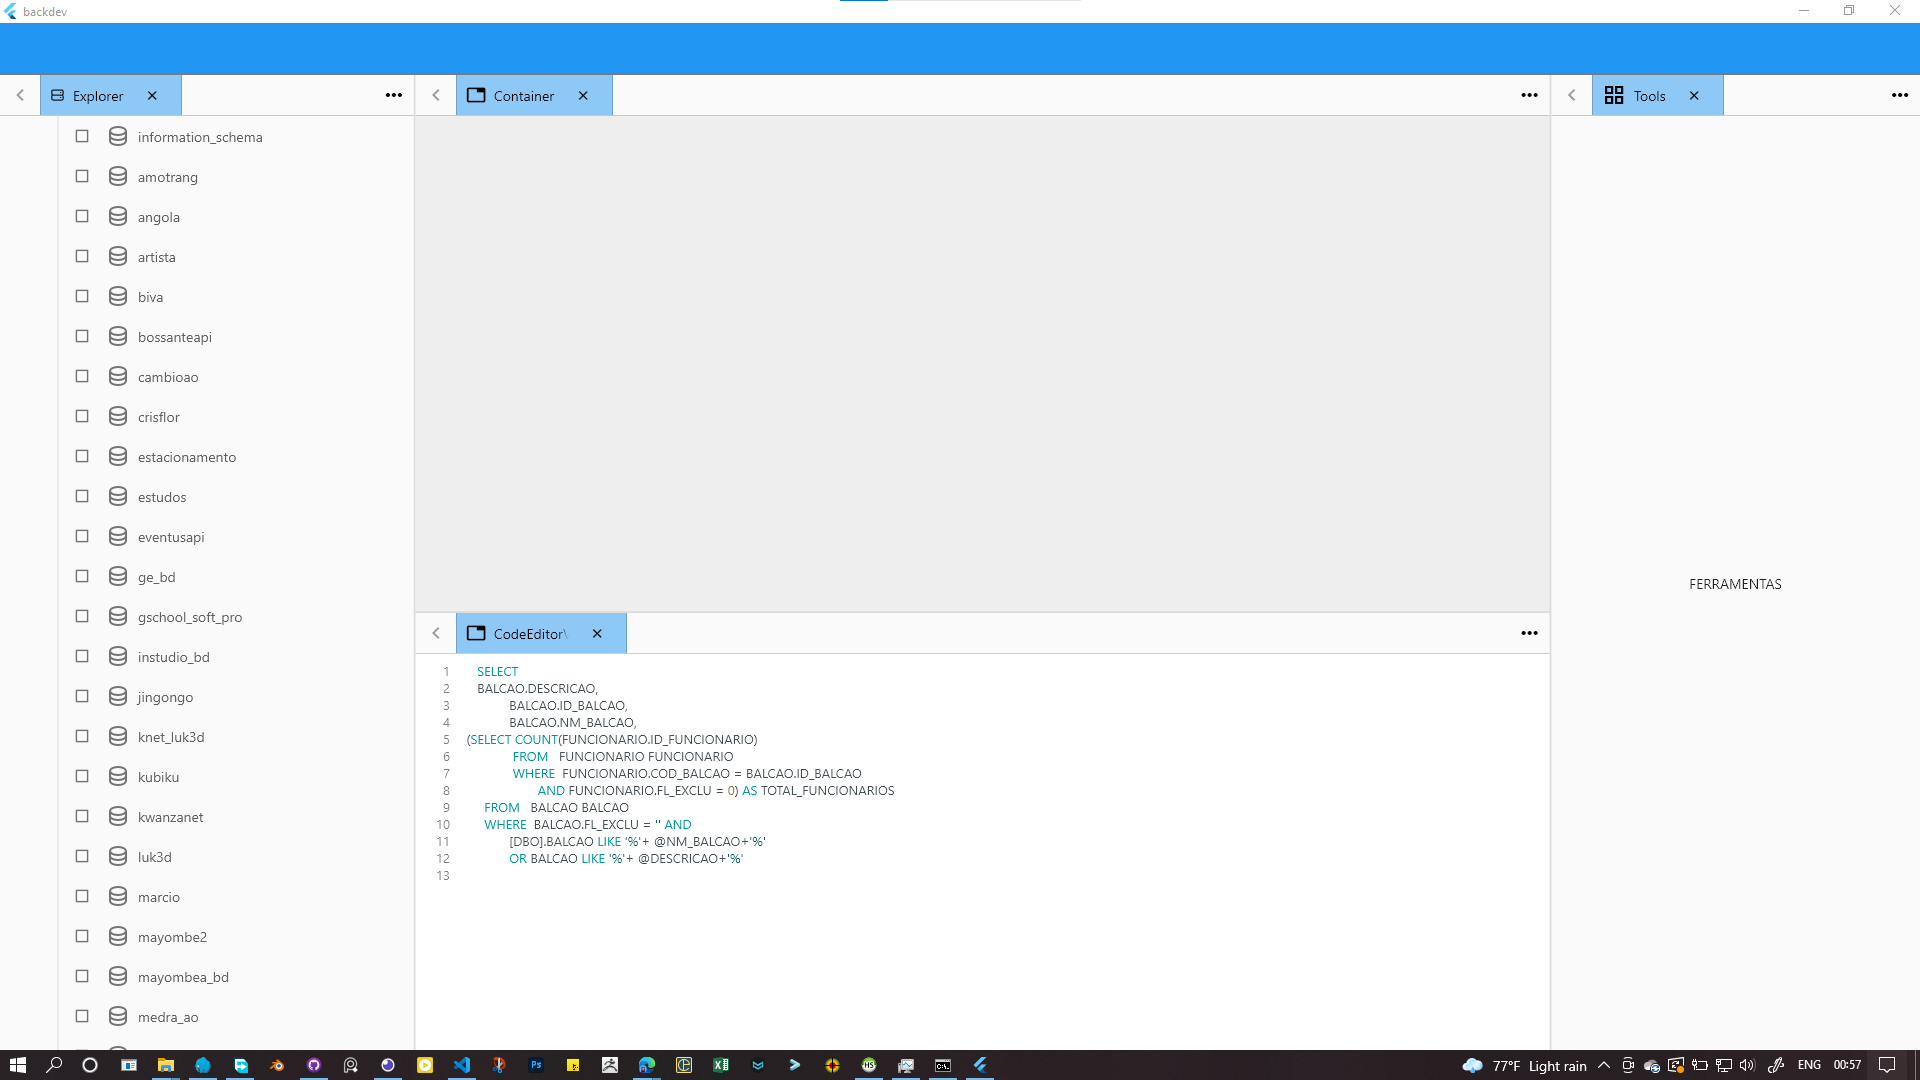 backdev
Explorer
Container
Tools
information_schema
amotrang
angola
artista
biva
bossanteapi
cambioao
crisflor
estacionamento
estudos
eventusapi
ge_bd
gschool_soft_pro
instudio_bd
jingongo
knet_luk3d
kubiku
kwanzanet
luk3d
marcio
mayombe2
mayombea_bd
medra_ao
FERRAMENTAS
CodeEditor\
1 SELECT
2 BALCAO.DESCRICAO,
3 BALCAO.ID_BALCAO,
4 BALCAO.NM_BALCAO,
5 (SELECT COUNT(FUNCIONARIO.ID_FUNCIONARIO)
6 FROM FUNCIONARIO FUNCIONARIO
7 WHERE FUNCIONARIO.COD_BALCAO = BALCAO.ID_BALCAO
8 AND FUNCIONARIO.FL_EXCLU = 0) AS TOTAL_FUNCIONARIOS
9 FROM BALCAO BALCAO
10 WHERE BALCAO.FL_EXCLU = '' AND
11 [DBO].BALCAO LIKE '%'+ @NM_BALCAO+'%'
12 OR BALCAO LIKE '%'+ @DESCRICAO+'%'
13
77°F Light rain
ENG
00:57